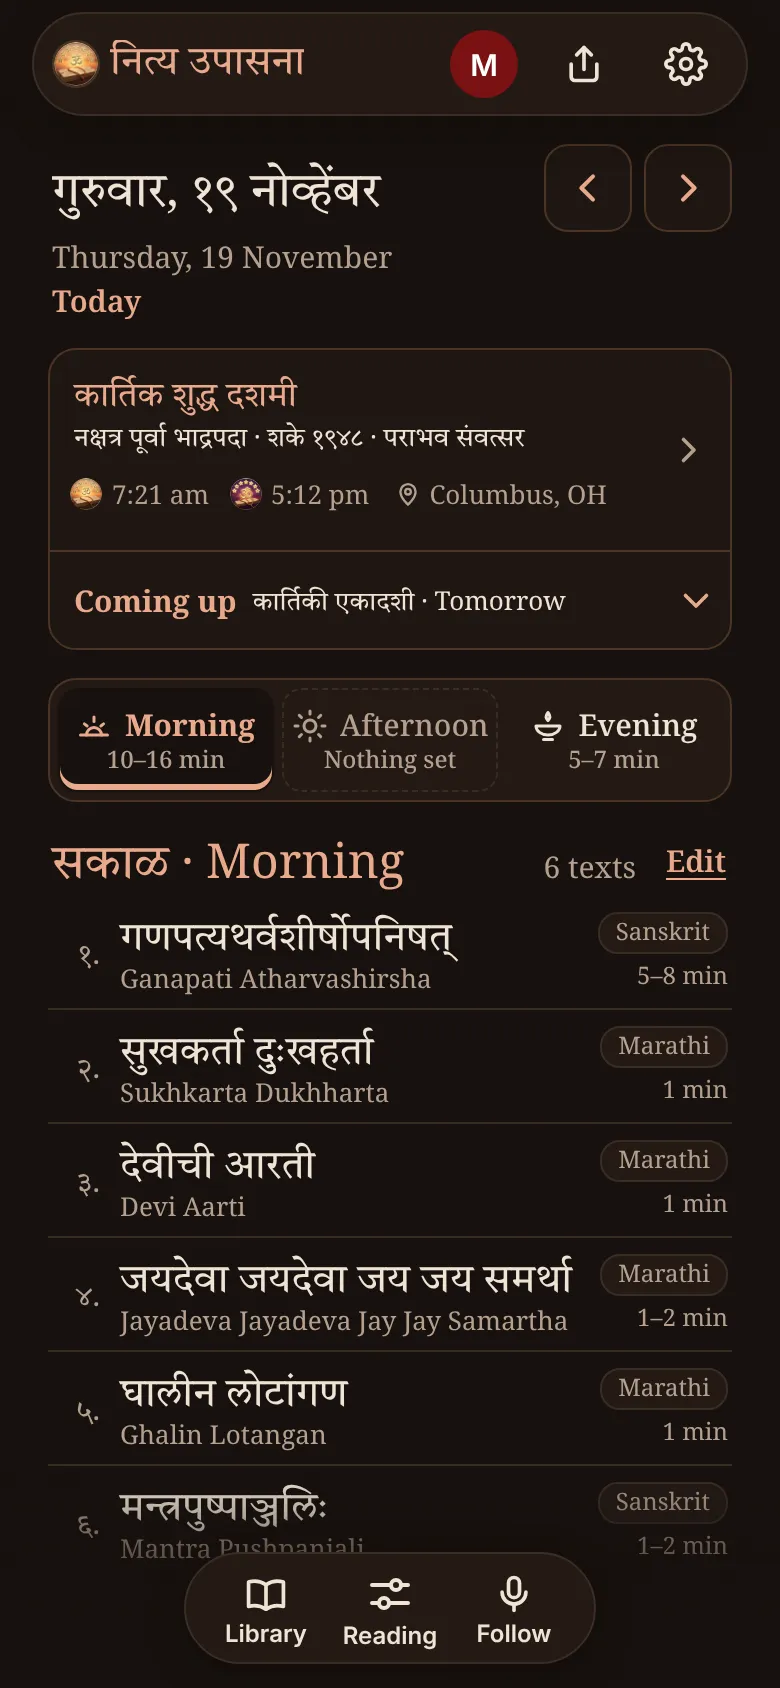 नित्य उपासना
M
गुरुवार, १९ नोव्हेंबर
Thursday, 19 November
Today
कार्तिक शुद्ध दशमी
नक्षत्र पूर्वा भाद्रपदा · शके १९४८ · पराभव संवत्सर
7:21 am 5:12 pm Columbus, OH
Coming up कार्तिकी एकादशी · Tomorrow
Morning
10–16 min
Afternoon
Nothing set
Evening
5–7 min
सकाळ · Morning 6 texts Edit
१. गणपत्यथर्वशीर्षोपनिषत् Sanskrit
Ganapati Atharvashirsha 5–8 min
२. सुखकर्ता दुःखहर्ता Marathi
Sukhkarta Dukhharta 1 min
३. देवीची आरती Marathi
Devi Aarti 1 min
४. जयदेवा जयदेवा जय जय समर्था Marathi
Jayadeva Jayadeva Jay Jay Samartha 1–2 min
५. घालीन लोटांगण Marathi
Ghalin Lotangan 1 min
६. मन्त्रपुष्पाञ्जलिः Sanskrit
Mantra Pushpanjali 1–2 min
Library Reading Follow